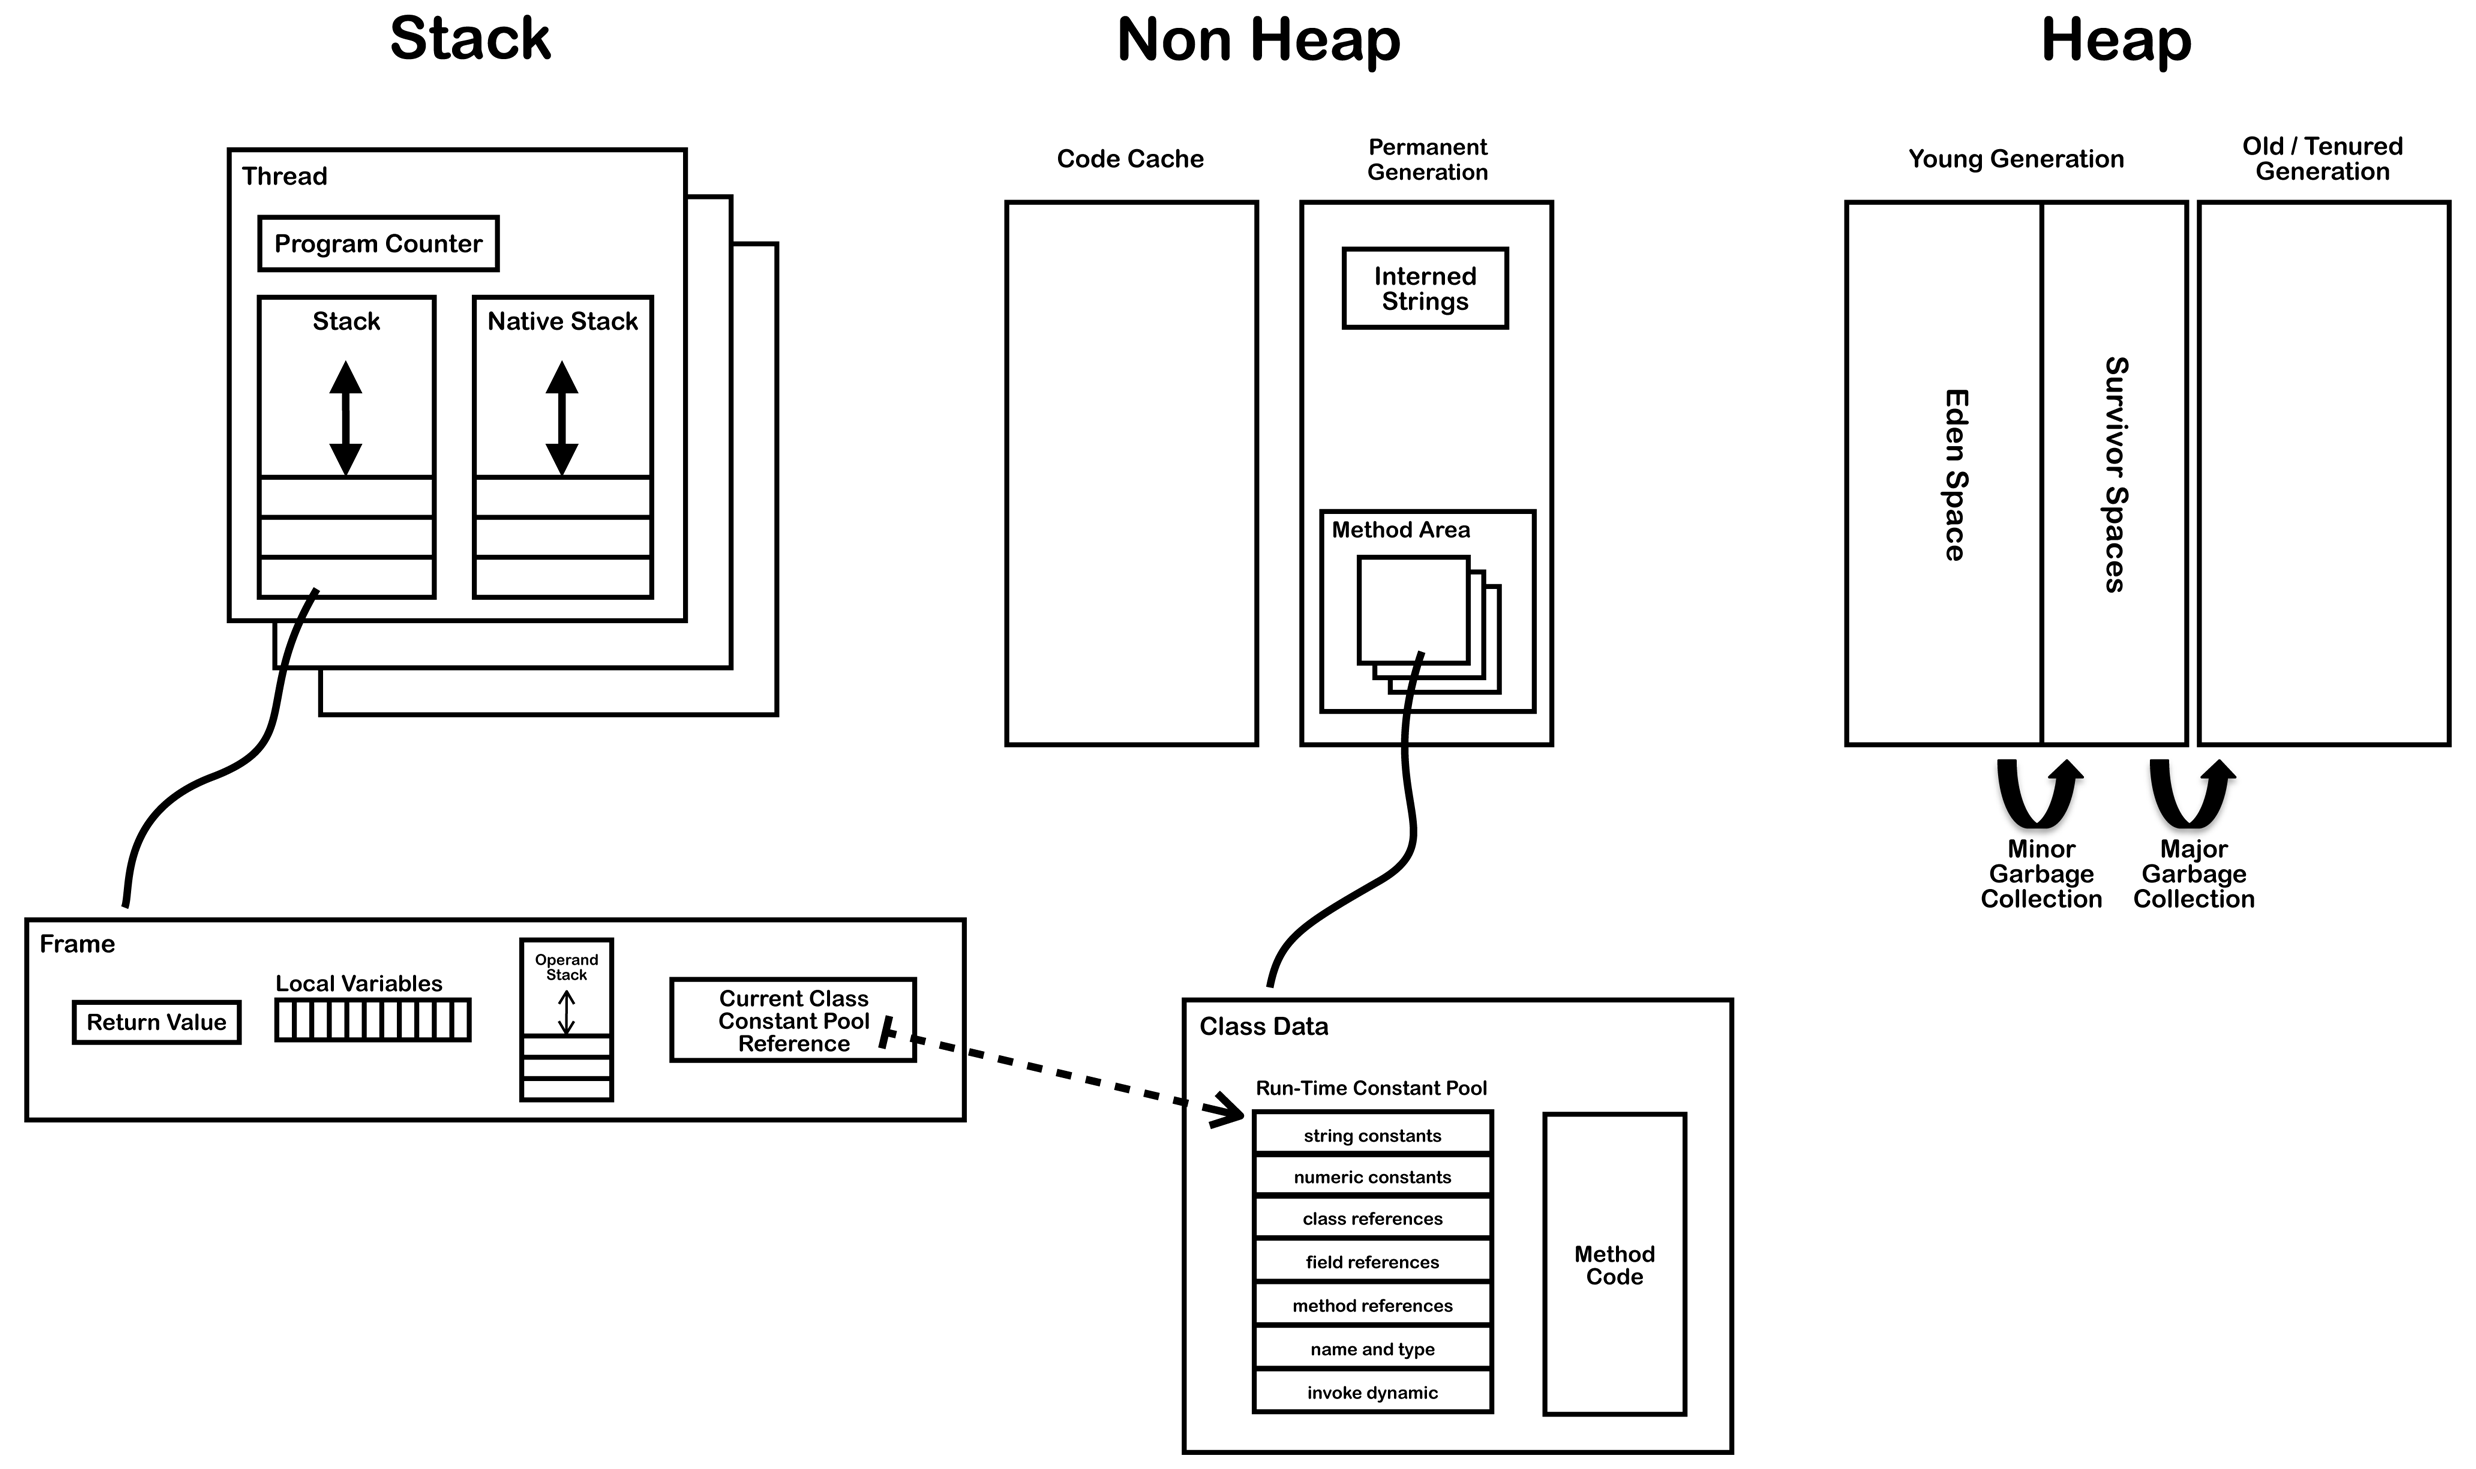 Stack
Non Heap
Heap
Thread
Program Counter
Stack
Native Stack
Code Cache
Permanent
Generation
Interned
Strings
Method Area
Young Generation
Old / Tenured
Generation
Eden Space
Survivor Spaces
Minor
Garbage
Collection
Major
Garbage
Collection
Frame
Return Value
Local Variables
Operand
Stack
Current Class
Constant Pool
Reference
Class Data
Run-Time Constant Pool
string constants
numeric constants
class references
field references
method references
name and type
invoke dynamic
Method
Code